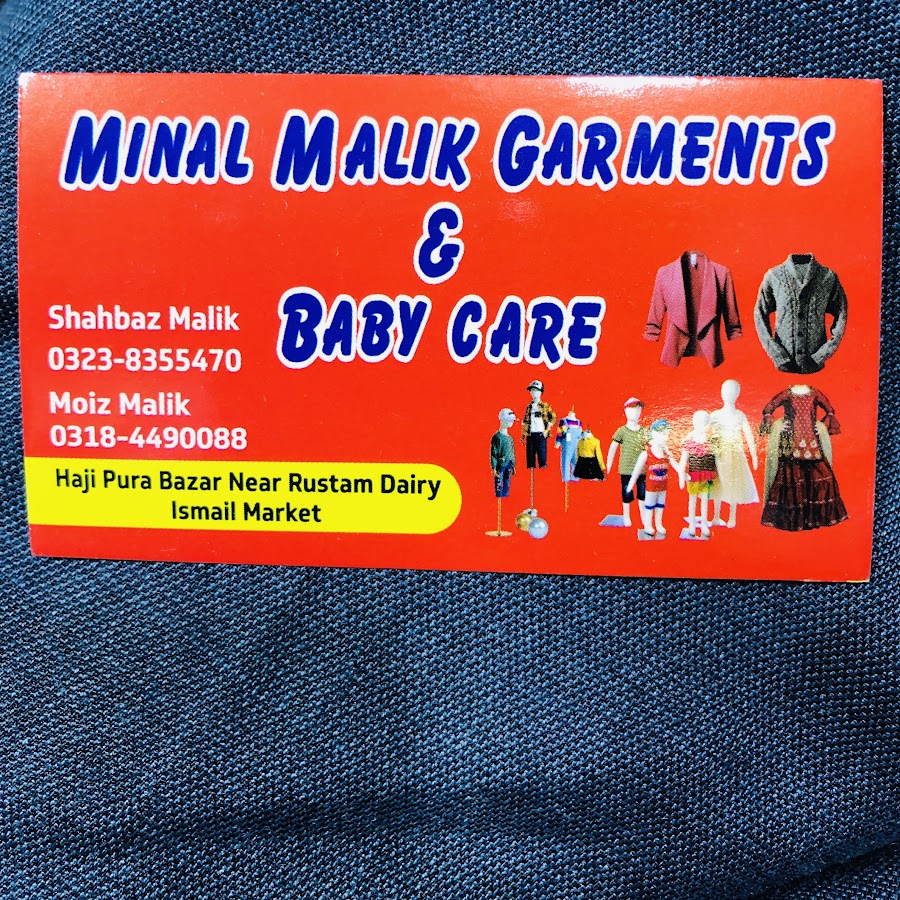 MINAL MALIK GARMENTS
&
BABY CARE
Shahbaz Malik
0323-8355470
Moiz Malik
0318-4490088
Haji Pura Bazar Near Rustam Dairy
Ismail Market